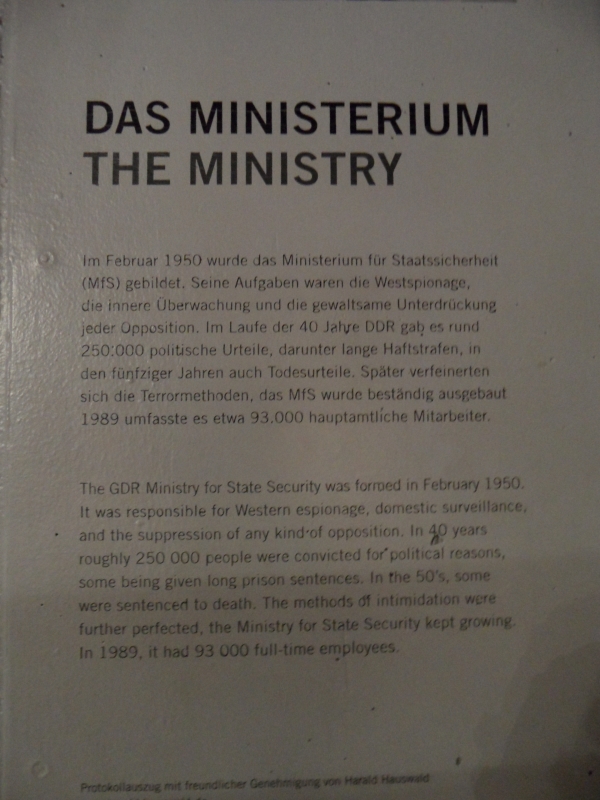 DAS MINISTERIUM
THE MINISTRY
Im Februar 1950 wurde das Ministerium für Staatssicherheit
(MfS) gebildet. Seine Aufgaben waren die Westspionage,
die innere Überwachung und die gewaltsame Unterdrückung
jeder Opposition. Im Laufe der 40 Jahre DDR gab es rund
250.000 politische Urteile, darunter lange Haftstrafen, in
den fünfziger Jahren auch Todesurteile. Später verfeinerten
sich die Terrormethoden, das MfS wurde beständig ausgebaut
1989 umfasste es etwa 93.000 hauptamtliche Mitarbeiter.
The GDR Ministry for State Security was formed in February 1950.
It was responsible for Western espionage, domestic surveillance,
and the suppression of any kind of opposition. In 40 years
roughly 250 000 people were convicted for political reasons,
some being given long prison sentences. In the 50's, some
were sentenced to death. The methods of intimidation were
further perfected, the Ministry for State Security kept growing.
In 1989, it had 93 000 full-time employees.
Protokollauszug mit freundlicher Genehmigung von Harald Hauswald